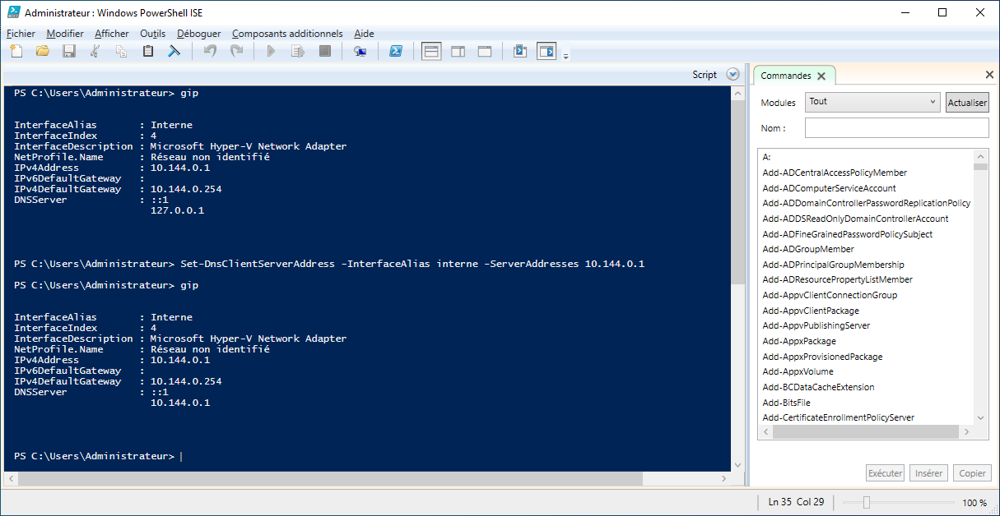 Administrateur : Windows PowerShell ISE
Fichier Modifier Afficher Outils Déboguer Composants additionnels Aide
Script
PS C:\Users\Administrateur> gip
InterfaceAlias : Interne
InterfaceIndex : 4
InterfaceDescription : Microsoft Hyper-V Network Adapter
NetProfile.Name : Réseau non identifié
IPv4Address : 10.144.0.1
IPv6DefaultGateway :
IPv4DefaultGateway : 10.144.0.254
DNSServer : ::1
127.0.0.1
PS C:\Users\Administrateur> Set-DnsClientServerAddress -InterfaceAlias interne -ServerAddresses 10.144.0.1
PS C:\Users\Administrateur> gip
InterfaceAlias : Interne
InterfaceIndex : 4
InterfaceDescription : Microsoft Hyper-V Network Adapter
NetProfile.Name : Réseau non identifié
IPv4Address : 10.144.0.1
IPv6DefaultGateway :
IPv4DefaultGateway : 10.144.0.254
DNSServer : ::1
10.144.0.1
PS C:\Users\Administrateur>
Commandes
Modules Tout Actualiser
Nom :
A:
Add-ADCentralAccessPolicyMember
Add-ADComputerServiceAccount
Add-ADDomainControllerPasswordReplicationPolicy
Add-ADDSReadOnlyDomainControllerAccount
Add-ADFineGrainedPasswordPolicySubject
Add-ADGroupMember
Add-ADPrincipalGroupMembership
Add-ADResourcePropertyListMember
Add-AppvClientConnectionGroup
Add-AppvClientPackage
Add-AppvPublishingServer
Add-AppxPackage
Add-AppxProvisionedPackage
Add-AppxVolume
Add-BCDataCacheExtension
Add-BitsFile
Add-CertificateEnrollmentPolicyServer
Exécuter Insérer Copier
Ln 35 Col 29 100 %